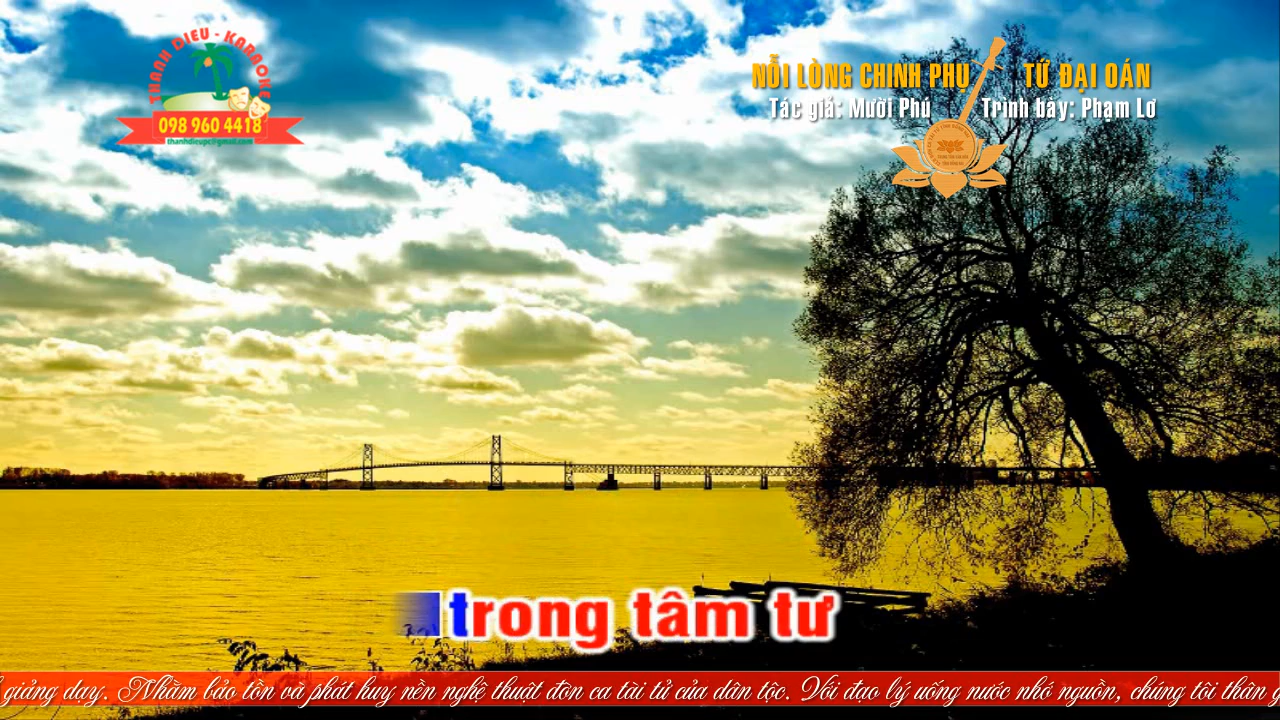 THANH DIEU - KARAOKE
098 960 4418
thanhdieupc@gmail.com
NỖI LÒNG CHINH PHỤ TỨ ĐẠI OÁN
Tác giả: Mười Phú Trình bày: Phạm Lơ
trong tâm tư
giảng dạy. Nhằm bảo tồn và phát huy nền nghệ thuật đờn ca tài tử của dân tộc. Với đạo lý uống nước nhớ nguồn, chúng tôi thân